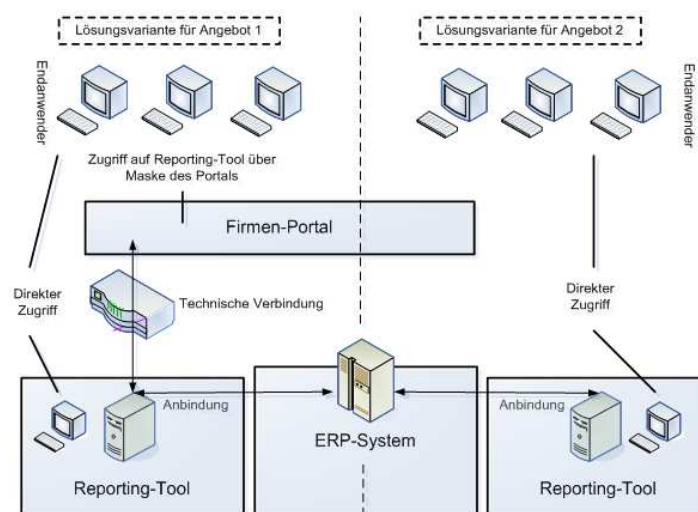 Lösungsvariante für Angebot 1
Lösungsvariante für Angebot 2
Endanwender
Endanwender
Zugriff auf Reporting-Tool über
Maske des Portals
Firmen-Portal
Direkter
Zugriff
Technische Verbindung
Direkter
Zugriff
Anbindung
Anbindung
ERP-System
Reporting-Tool
Reporting-Tool